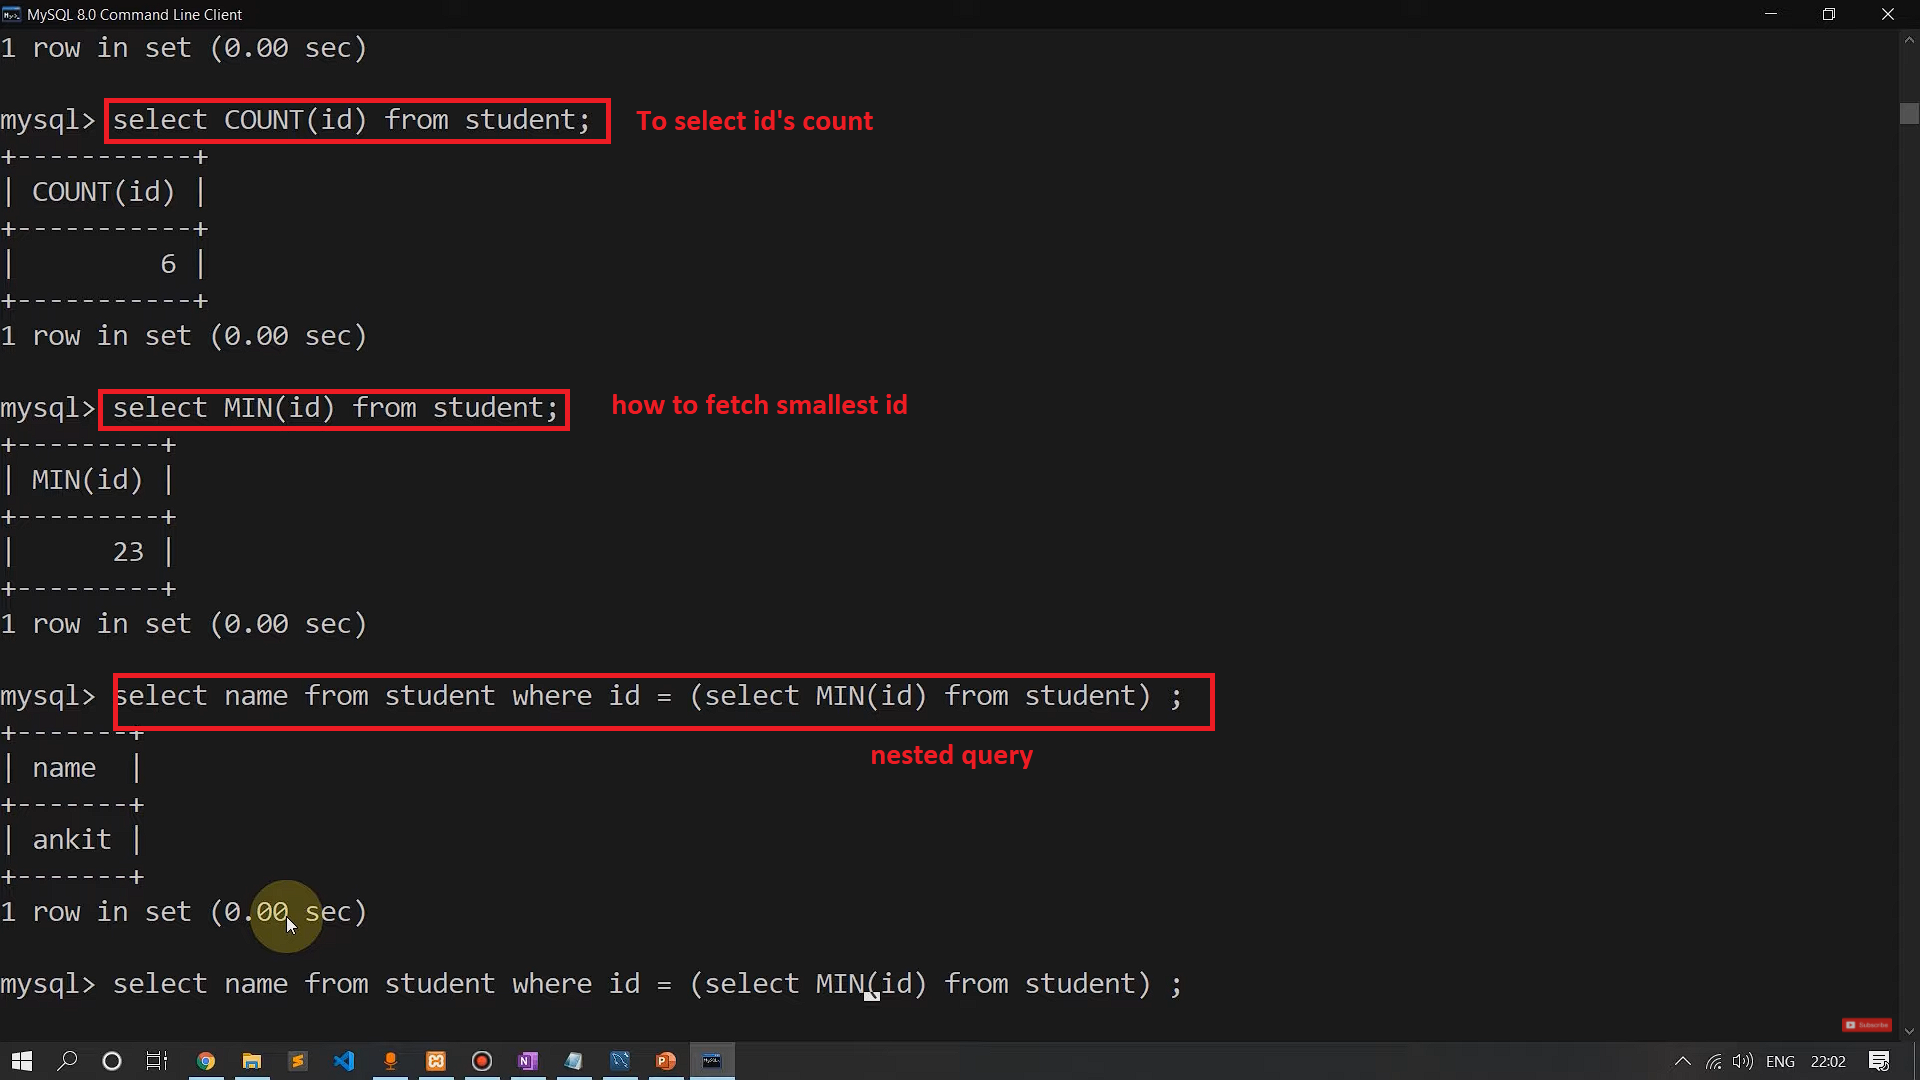 MySQL 8.0 Command Line Client
1 row in set (0.00 sec)
mysql> select COUNT(id) from student; To select id's count
+-----------+
| COUNT(id) |
+-----------+
|         6 |
+-----------+
1 row in set (0.00 sec)
mysql> select MIN(id) from student; how to fetch smallest id
+---------+
| MIN(id) |
+---------+
|      23 |
+---------+
1 row in set (0.00 sec)
mysql> select name from student where id = (select MIN(id) from student) ;
+-------+
nested query
| name  |
+-------+
| ankit |
+-------+
1 row in set (0.00 sec)
mysql> select name from student where id = (select MIN(id) from student) ;
Subscribe
ENG 22:02